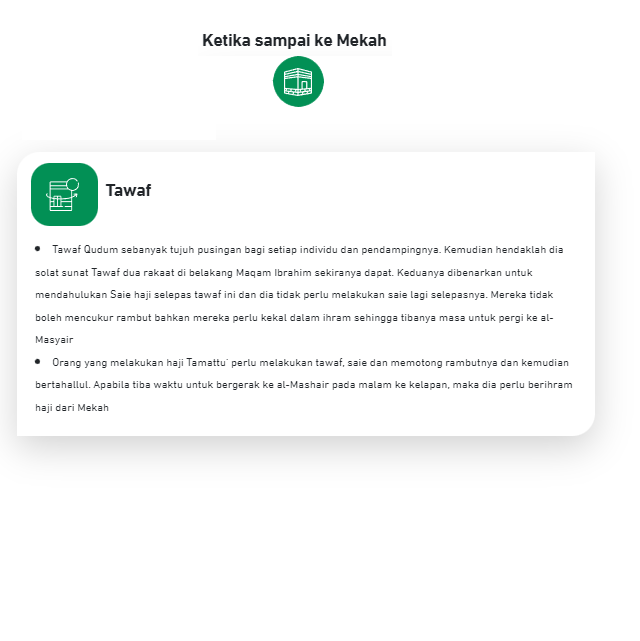 Ketika sampai ke Mekah
Tawaf
• Tawaf Qudum sebanyak tujuh pusingan bagi setiap individu dan pendampingnya. Kemudian hendaklah dia
solat sunat Tawaf dua rakaat di belakang Maqam Ibrahim sekiranya dapat. Keduanya dibenarkan untuk
mendahulukan Saie haji selepas tawaf ini dan dia tidak perlu melakukan saie lagi selepasnya. Mereka tidak
boleh mencukur rambut bahkan mereka perlu kekal dalam ihram sehingga tibanya masa untuk pergi ke al-
Masyair
• Orang yang melakukan haji Tamattu' perlu melakukan tawaf, saie dan memotong rambutnya dan kemudian
bertahallul. Apabila tiba waktu untuk bergerak ke al-Mashair pada malam ke kelapan, maka dia perlu berihram
haji dari Mekah